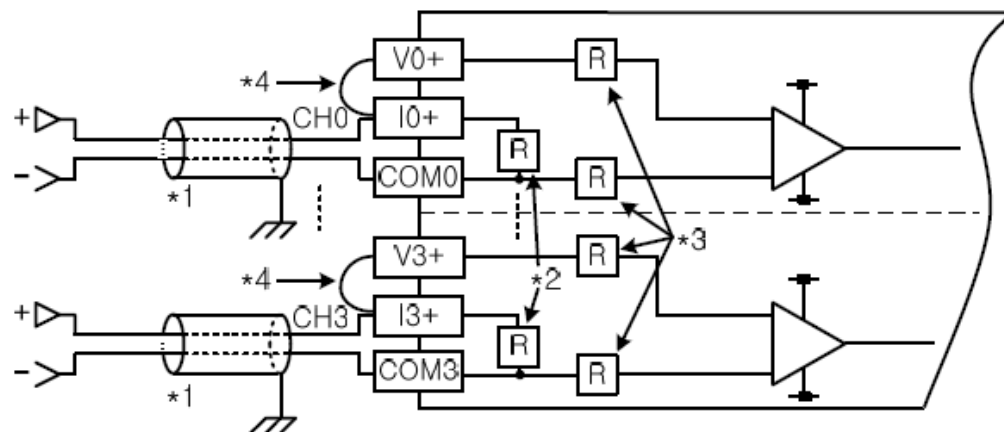 V0+
R
*4
I0+
CH0
+
R
-
COM0
R
*1
*3
V3+
R
*2
*4
I3+
CH3
+
R
-
COM3
R
*1